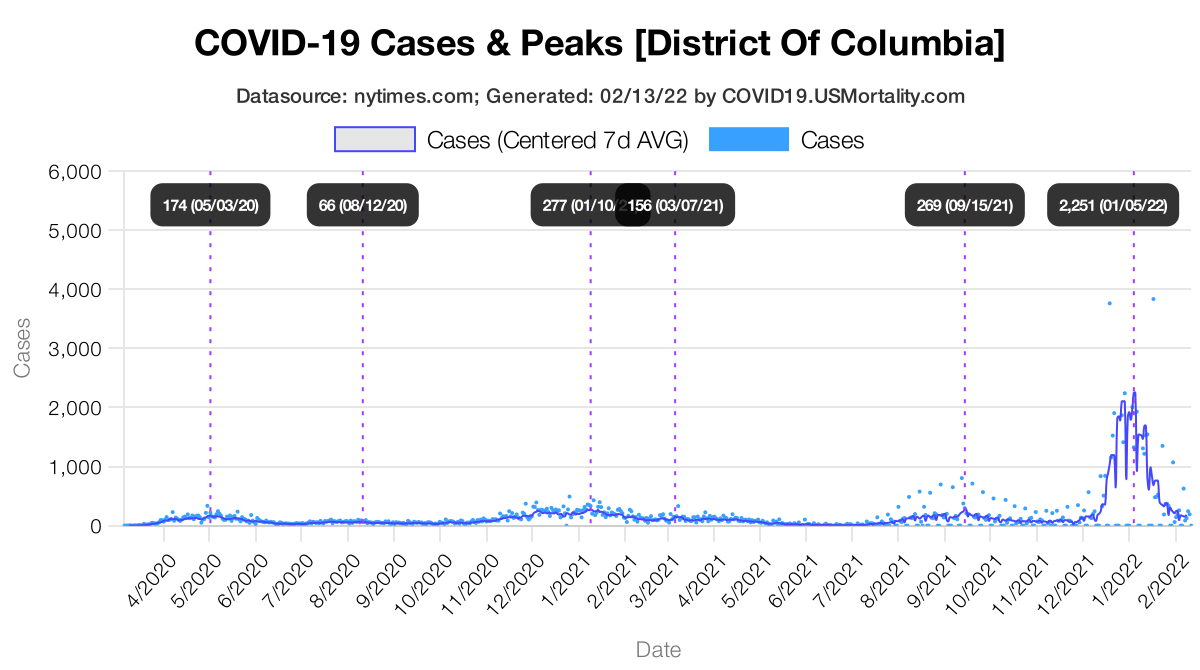 COVID-19 Cases & Peaks [District Of Columbia]
Datasource: nytimes.com; Generated: 02/13/22 by COVID19.USMortality.com
Cases (Centered 7d AVG) Cases
6,000
5,000
4,000
3,000
2,000
1,000
0
Cases
174 (05/03/20) 66 (08/12/20) 277 (01/10/ 156 (03/07/21) 269 (09/15/21) 2,251 (01/05/22)
4/2020 5/2020 6/2020 7/2020 8/2020 9/2020 10/2020 11/2020 12/2020 1/2021 2/2021 3/2021 4/2021 5/2021 6/2021 7/2021 8/2021 9/2021 10/2021 11/2021 12/2021 1/2022 2/2022
Date